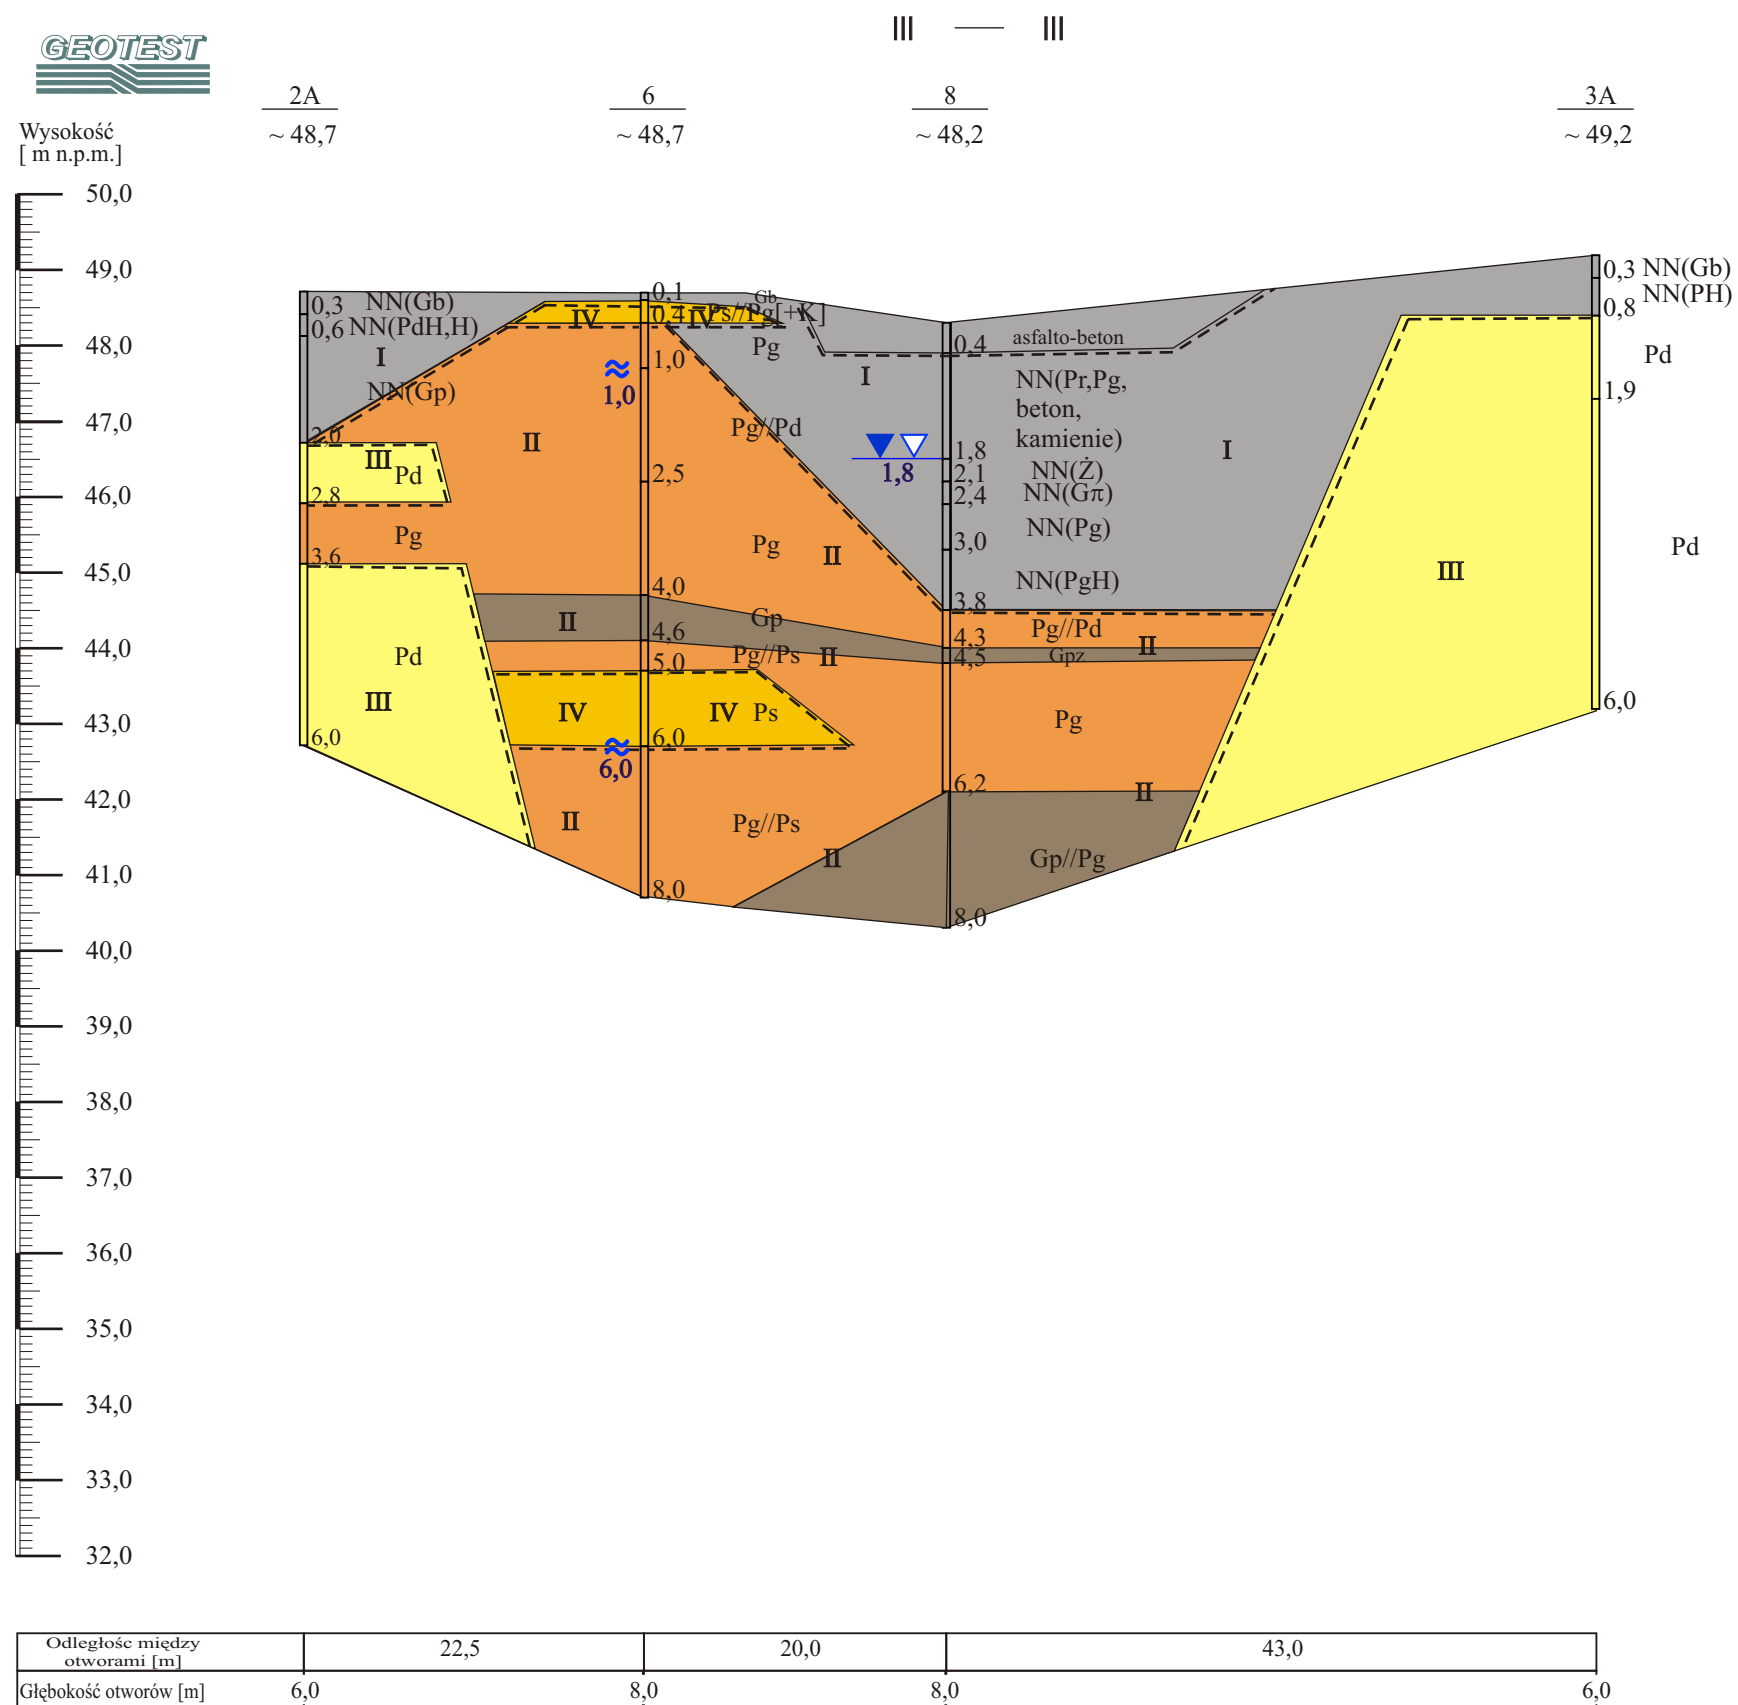 III — III
GEOTEST
2A 6 8 3A
~ 48,7 ~ 48,7 ~ 48,2 ~ 49,2
Wysokość
[ m n.p.m.]
50,0
49,0
48,0
47,0
46,0
45,0
44,0
43,0
42,0
41,0
40,0
39,0
38,0
37,0
36,0
35,0
34,0
33,0
32,0
0,3 NN(Gb)
0,6 NN(PdH,H)
I
NN(Gp)
2,0
III Pd
2,8
Pg
3,6
Pd
III
6,0
IV
II
II
IV
II
0,1 Gb
0,4 IV Ps//Pg[+K]
Pg
1,0
1,0
Pg//Pd
2,5
Pg II
4,0
Gp
4,6
Pg//Ps II
5,0
IV Ps
6,0
6,0
Pg//Ps
II
8,0
I
1,8
0,4 asfalto-beton
NN(Pr,Pg,
beton,
kamienie)
I
1,8
NN(Ż)
2,1
NN(Gπ)
2,4
NN(Pg)
3,0
NN(PgH)
3,8
Pg//Pd
II
4,3
Gpz
4,5
Pg
6,2
II
Gp//Pg
8,0
III
0,3 NN(Gb)
NN(PH)
0,8
Pd
1,9
Pd
6,0
Odległośc między
otworami [m]
22,5 20,0 43,0
Głębokość otworów [m] 6,0 8,0 8,0 6,0